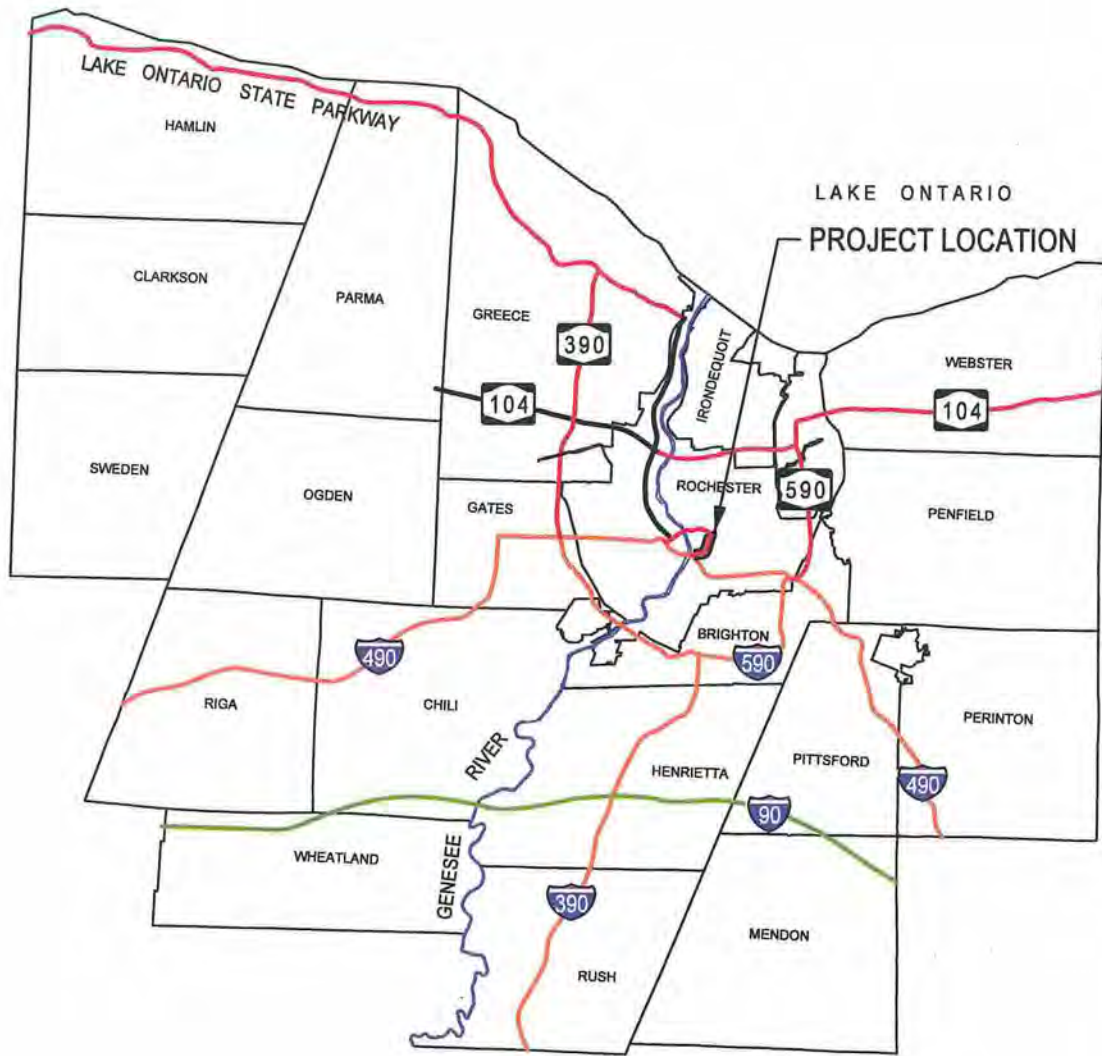 LAKE ONTARIO STATE PARKWAY
HAMLIN
LAKE ONTARIO
PROJECT LOCATION
CLARKSON
PARMA
GREECE
390
IRONDEQUOIT
WEBSTER
104
104
SWEDEN
OGDEN
GATES
ROCHESTER
590
PENFIELD
BRIGHTON
490
590
RIGA
CHILI
RIVER
HENRIETTA
PITTSFORD
PERINTON
490
90
WHEATLAND
GENESEE
390
MENDON
RUSH